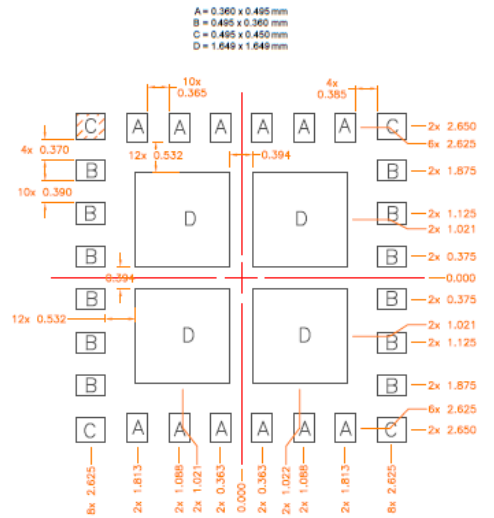 A = 0.360 x 0.495 mm
B = 0.495 x 0.360 mm
C = 0.495 x 0.450 mm
D = 1.649 x 1.649 mm
10x
0.365
4x
0.385
C A A A A A A C
2x 2.650
6x 2.625
4x 0.370
12x 0.532
0.394
B B
2x 1.875
10x 0.390
D D
B B
2x 1.125
2x 1.021
B B
2x 0.375
0.394
0.000
B B
2x 0.375
12x 0.532
D D
2x 1.021
B B
2x 1.125
B B
2x 1.875
6x 2.625
C A A A A A A C
2x 2.650
8x 2.625
2x 1.813
2x 1.088
2x 1.021
2x 0.363
0.000
2x 0.363
2x 1.022
2x 1.088
2x 1.813
8x 2.625